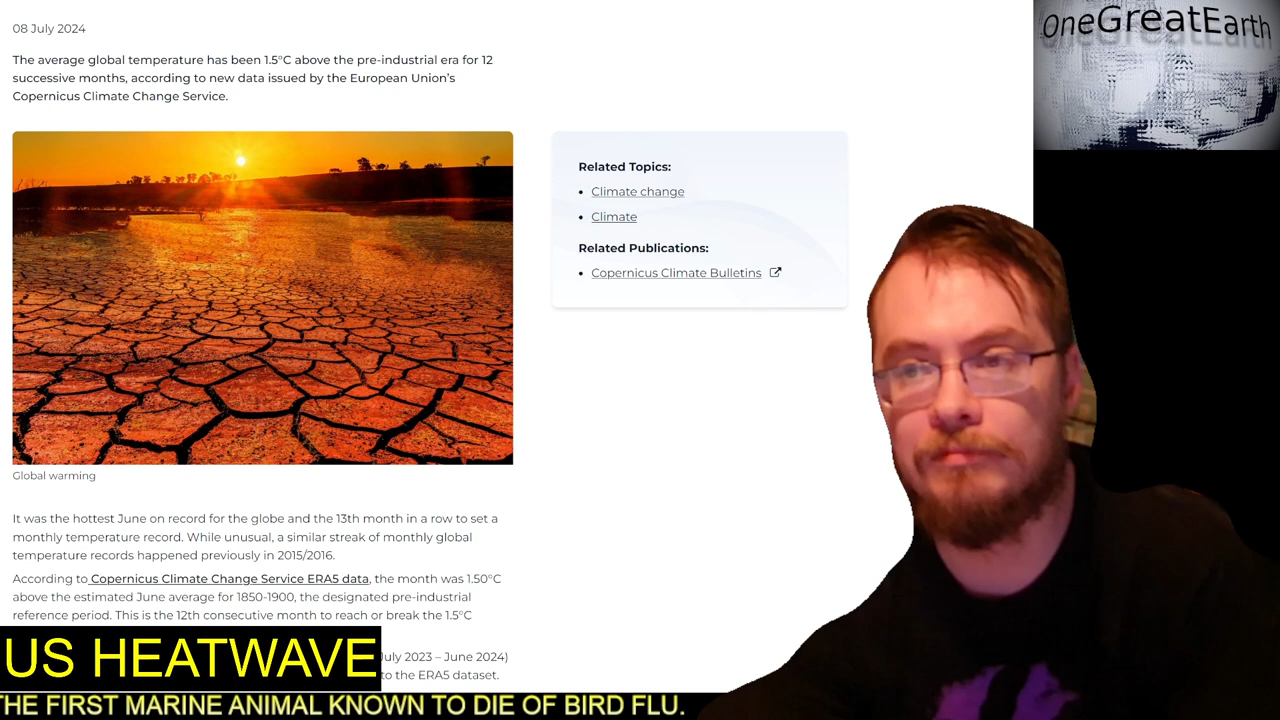 OneGreatEarth
08 July 2024
The average global temperature has been 1.5°C above the pre-industrial era for 12
successive months, according to new data issued by the European Union's
Copernicus Climate Change Service.
Related Topics:
• Climate change
• Climate
Related Publications:
• Copernicus Climate Bulletins
Global warming
It was the hottest June on record for the globe and the 13th month in a row to set a
monthly temperature record. While unusual, a similar streak of monthly global
temperature records happened previously in 2015/2016.
According to Copernicus Climate Change Service ERA5 data, the month was 1.50°C
above the estimated June average for 1850-1900, the designated pre-industrial
reference period. This is the 12th consecutive month to reach or break the 1.5°C
July 2023 – June 2024)
to the ERA5 dataset.
US HEATWAVE
THE FIRST MARINE ANIMAL KNOWN TO DIE OF BIRD FLU.